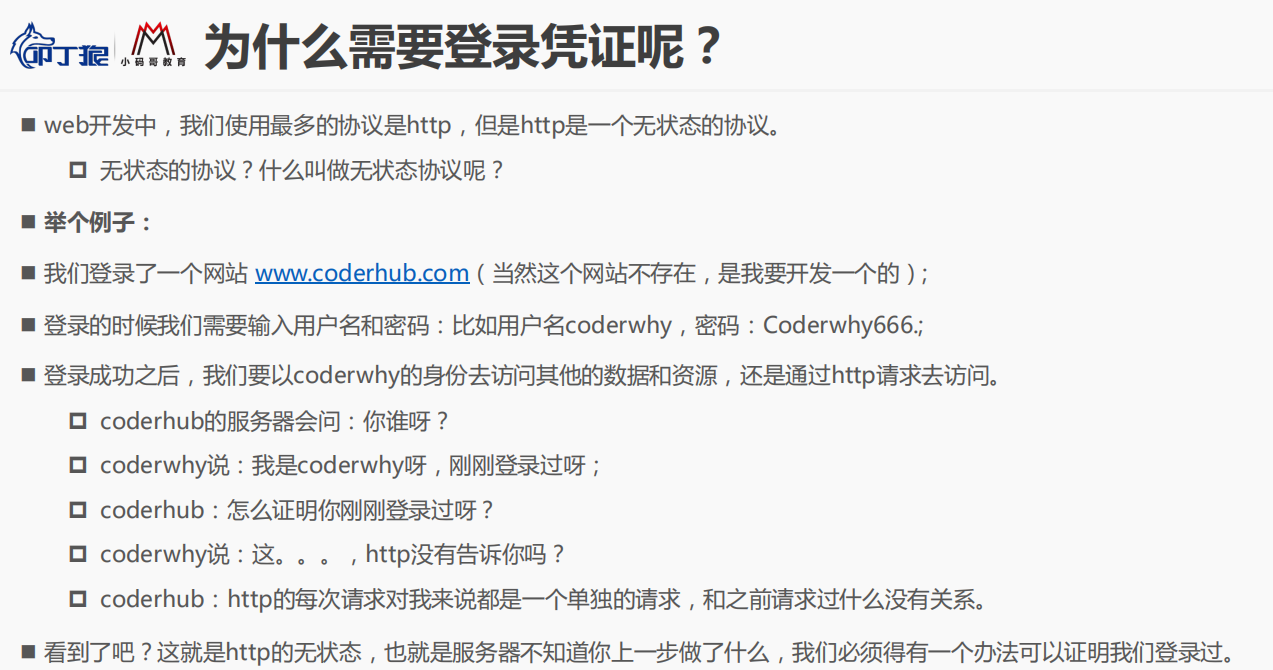 叩丁狼 小码哥教育 为什么需要登录凭证呢？
web开发中，我们使用最多的协议是http，但是http是一个无状态的协议。
无状态的协议？什么叫做无状态协议呢？
举个例子：
我们登录了一个网站 www.coderhub.com（当然这个网站不存在，是我要开发一个的）;
登录的时候我们需要输入用户名和密码：比如用户名coderwhy，密码：Coderwhy666.;
登录成功之后，我们要以coderwhy的身份去访问其他的数据和资源，还是通过http请求去访问。
coderhub的服务器会问：你谁呀？
coderwhy说：我是coderwhy呀，刚刚登录过呀；
coderhub：怎么证明你刚刚登录过呀？
coderwhy说：这。。。，http没有告诉你吗？
coderhub：http的每次请求对我来说都是一个单独的请求，和之前请求过什么没有关系。
看到了吧？这就是http的无状态，也就是服务器不知道你上一步做了什么，我们必须得有一个办法可以证明我们登录过。